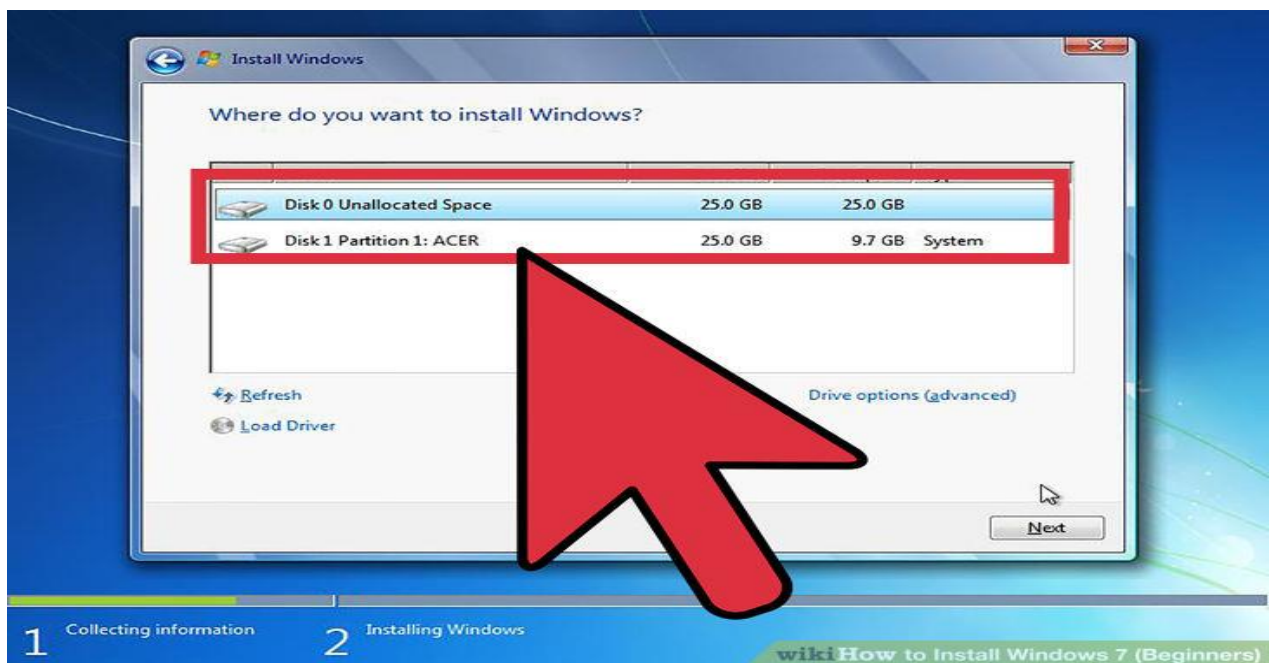 Install Windows
Where do you want to install Windows?
Disk 0 Unallocated Space 25.0 GB 25.0 GB
Disk 1 Partition 1: ACER 25.0 GB 9.7 GB System
Refresh Drive options (advanced)
Load Driver
Next
1 Collecting information 2 Installing Windows
wikiHow to Install Windows 7 (Beginners)